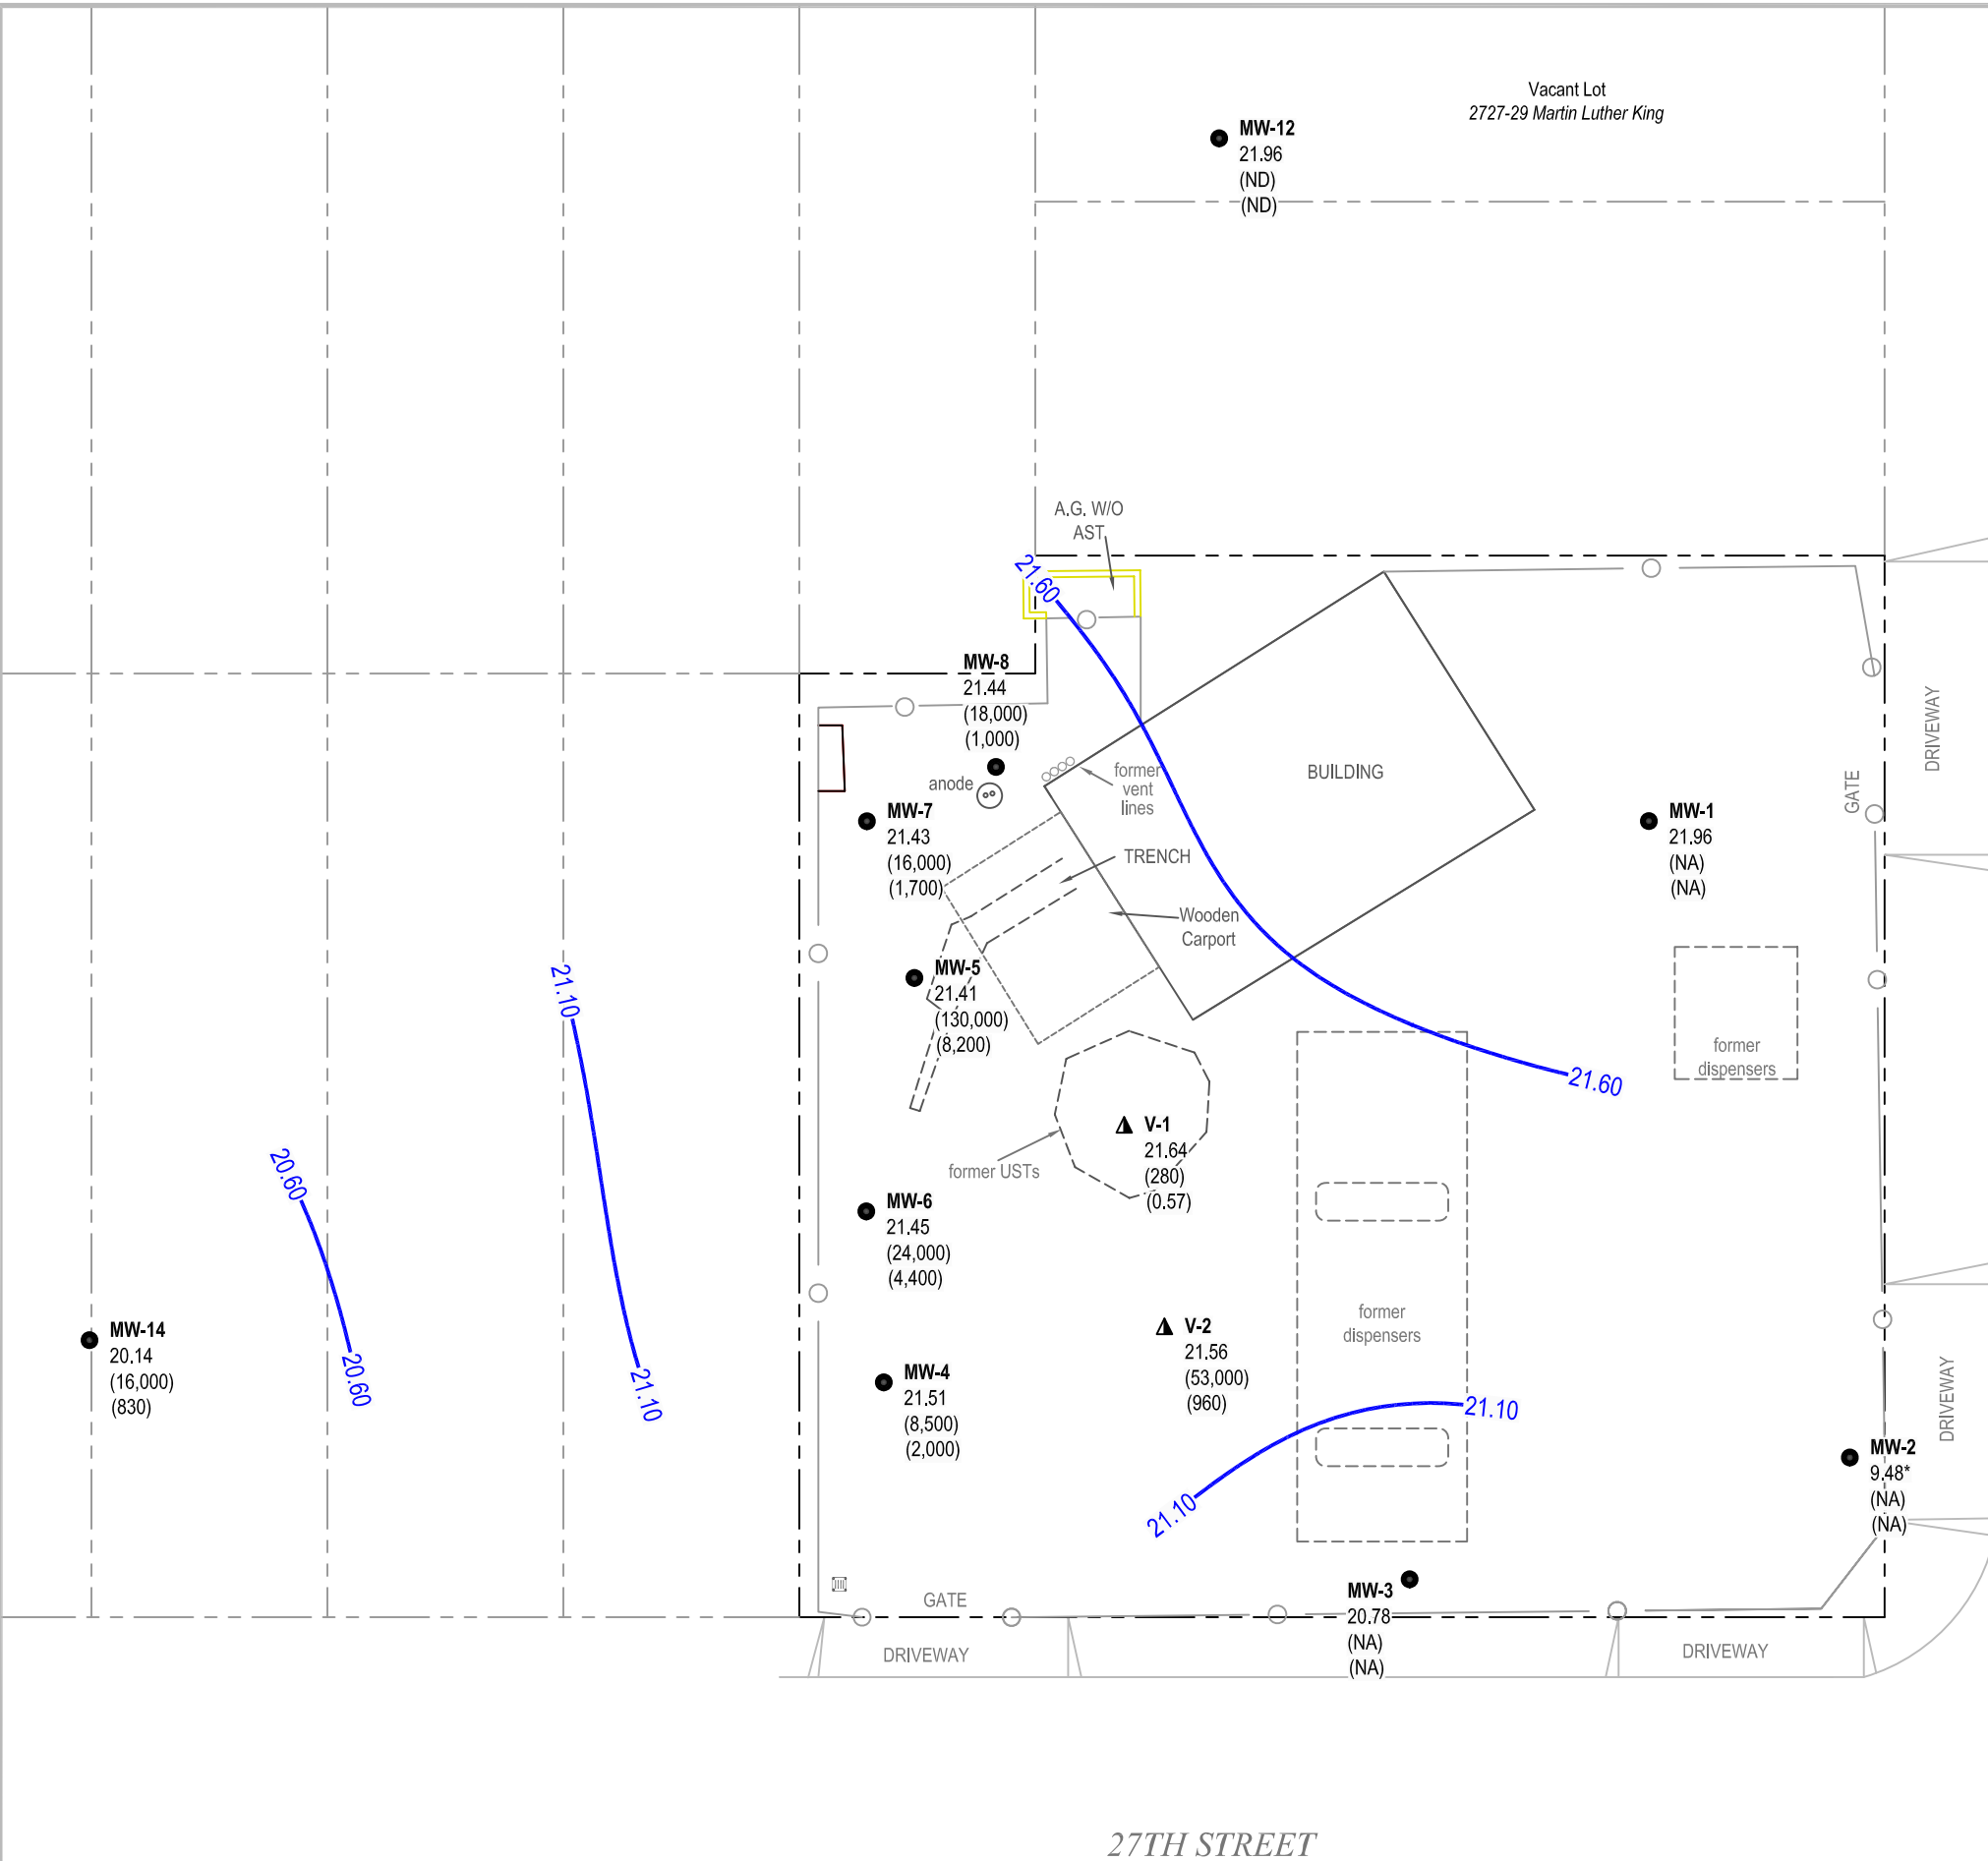 Vacant Lot
2727-29 Martin Luther King
MW-12
21.96
(ND)
(ND)
A.G. W/O
AST
21.60
MW-8
21.44
(18,000)
(1,000)
anode
former
vent
lines
BUILDING
DRIVEWAY
GATE
MW-7
21.43
(16,000)
(1,700)
MW-1
21.96
(NA)
(NA)
TRENCH
Wooden
Carport
MW-5
21.41
(130,000)
(8,200)
21.10
former
dispensers
21.60
V-1
21.64
(280)
(0.57)
former USTs
20.60
MW-6
21.45
(24,000)
(4,400)
former
dispensers
MW-14
20.14
(16,000)
(830)
20.60
21.10
V-2
21.56
(53,000)
(960)
MW-4
21.51
(8,500)
(2,000)
21.10
21.10
DRIVEWAY
MW-2
9.48*
(NA)
(NA)
MW-3
20.78
(NA)
(NA)
GATE
DRIVEWAY
DRIVEWAY
27TH STREET